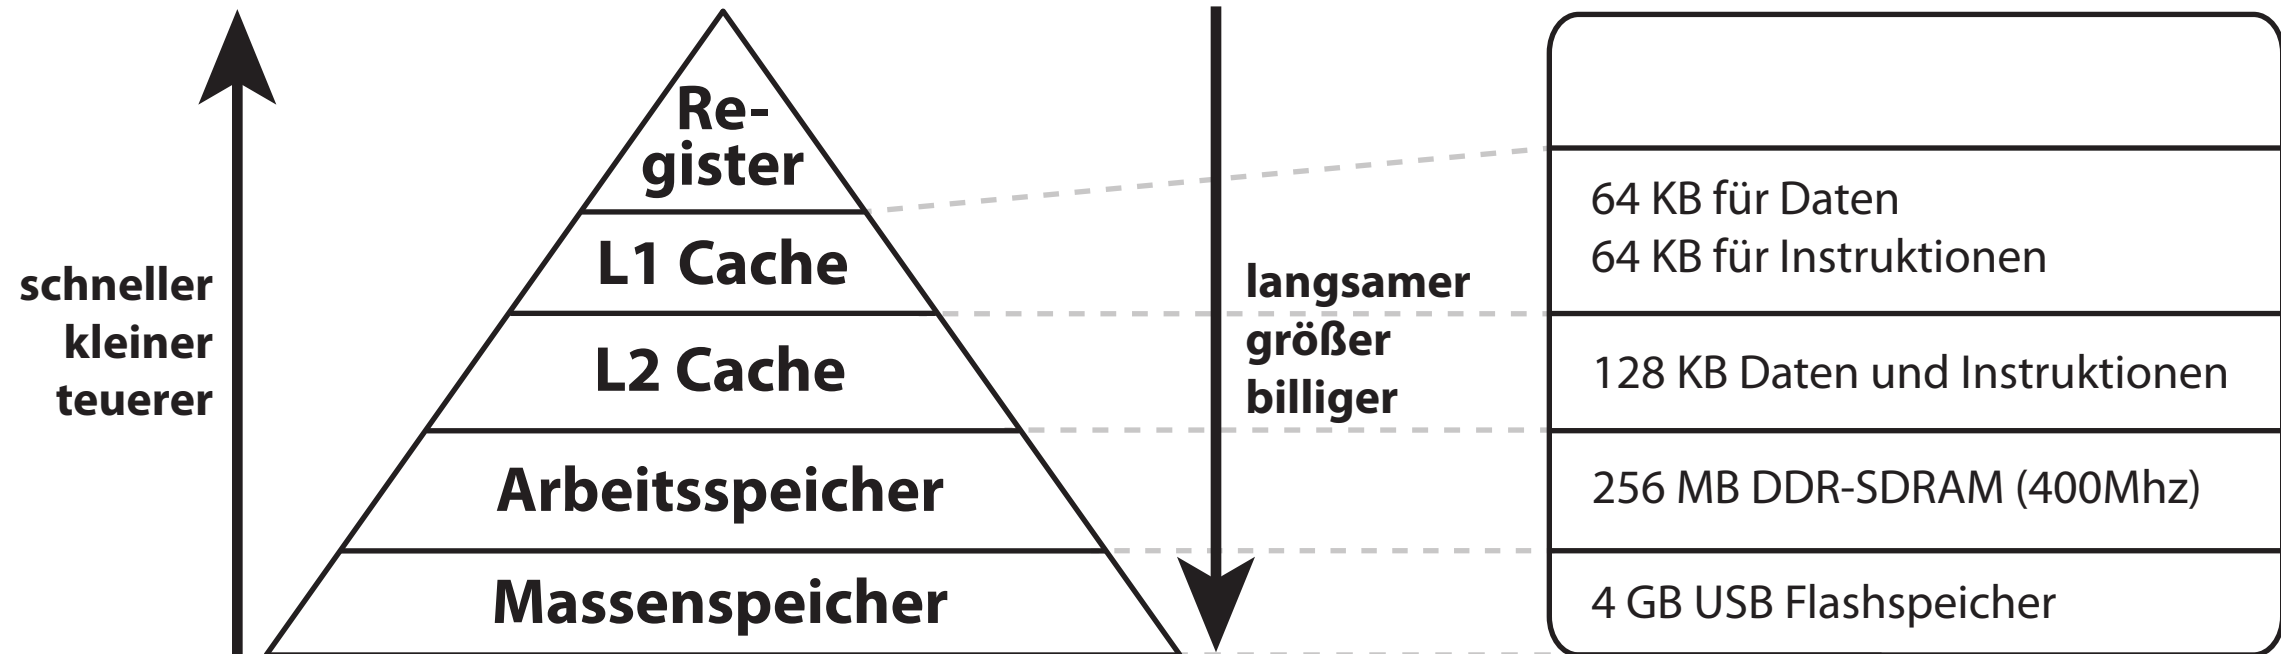 schneller
kleiner
teuerer
Re-
gister
L1 Cache
L2 Cache
Arbeitsspeicher
Massenspeicher
langsamer
größer
billiger
64 KB für Daten
64 KB für Instruktionen
128 KB Daten und Instruktionen
256 MB DDR-SDRAM (400Mhz)
4 GB USB Flashspeicher